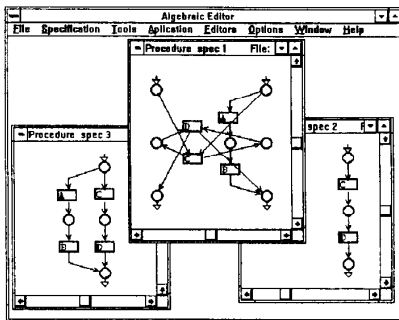 Algebraic Editor
File Specification Tools Aplication Editors Options Window Help
Procedure spec 1 File:
Procedure spec 3
spec 2 F
A
D
C
B
A C
B D
C
D